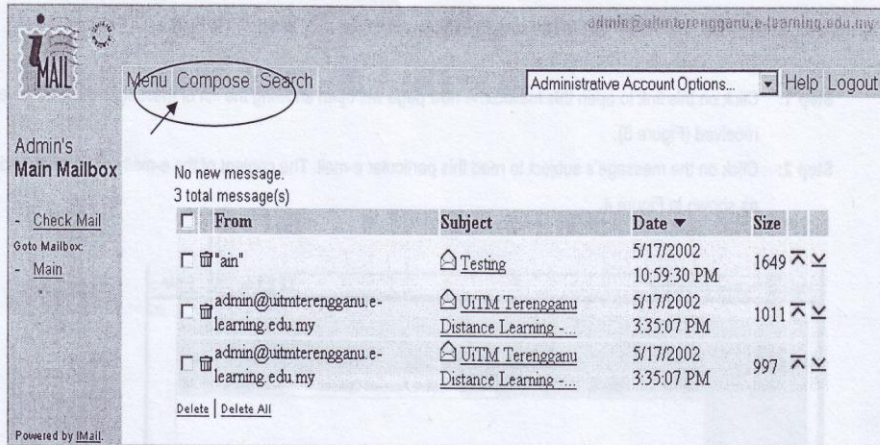 admin@uitmterengganu.e-learning.edu.my
iMAIL
Menu Compose Search
Administrative Account Options... Help Logout
Admin's
Main Mailbox
No new message.
3 total message(s)
- Check Mail
Goto Mailbox:
- Main
From Subject Date Size
"ain" Testing 5/17/2002 10:59:30 PM 1649
admin@uitmterengganu.e-learning.edu.my UiTM Terengganu Distance Learning -... 5/17/2002 3:35:07 PM 1011
admin@uitmterengganu.e-learning.edu.my UiTM Terengganu Distance Learning -... 5/17/2002 3:35:07 PM 997
Delete | Delete All
Powered by IMail.